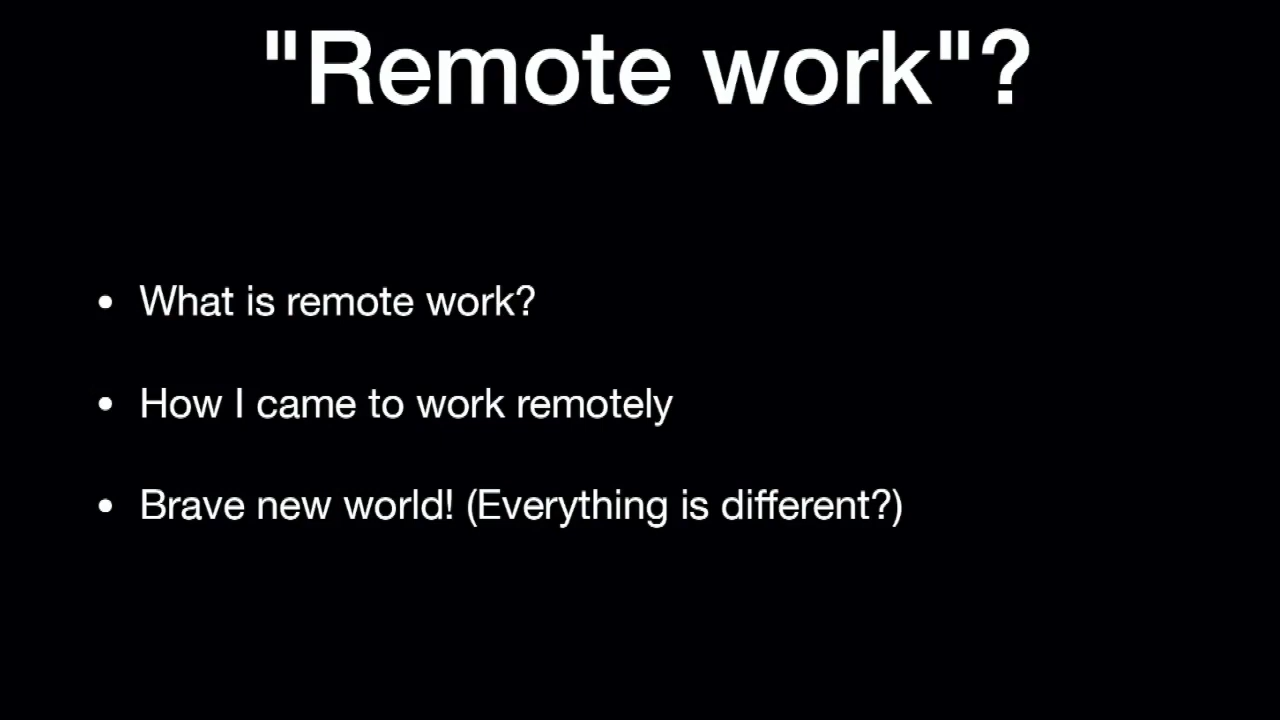 "Remote work"?
• What is remote work?
• How I came to work remotely
• Brave new world! (Everything is different?)